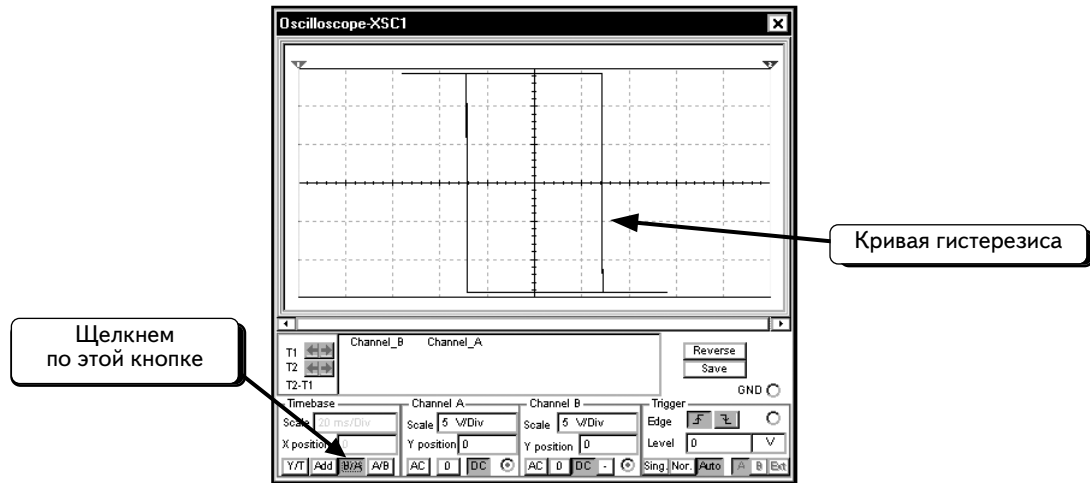 Oscilloscope-XSC1
Кривая гистерезиса
Щелкнем
по этой кнопке
Channel_B Channel_A
T1
T2
T2-T1
Reverse
Save
GND
Timebase
Scale 20 ms/Div
X position 0
Y/T Add B/A A/B
Channel A
Scale 5 V/Div
Y position 0
AC 0 DC
Channel B
Scale 5 V/Div
Y position 0
AC 0 DC -
Trigger
Edge
Level 0 V
Sing. Nor. Auto A B Ext